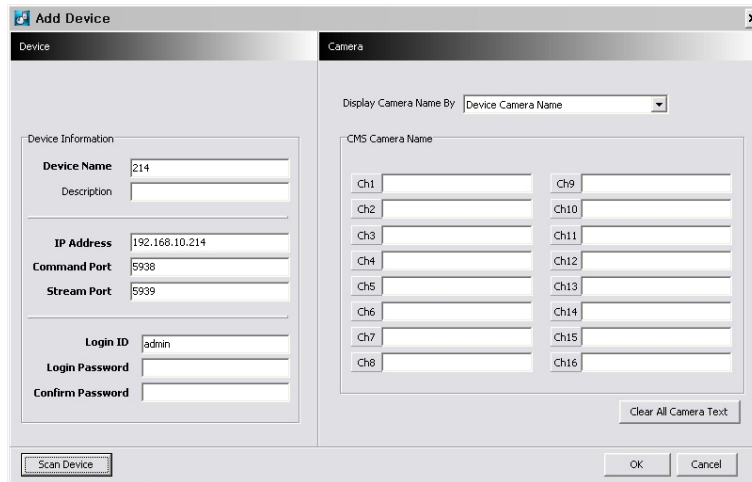 Add Device
Device
Camera
Display Camera Name By Device Camera Name
Device Information
Device Name 214
Description
IP Address 192.168.10.214
Command Port 5938
Stream Port 5939
Login ID admin
Login Password
Confirm Password
CMS Camera Name
Ch1 Ch9
Ch2 Ch10
Ch3 Ch11
Ch4 Ch12
Ch5 Ch13
Ch6 Ch14
Ch7 Ch15
Ch8 Ch16
Clear All Camera Text
Scan Device OK Cancel